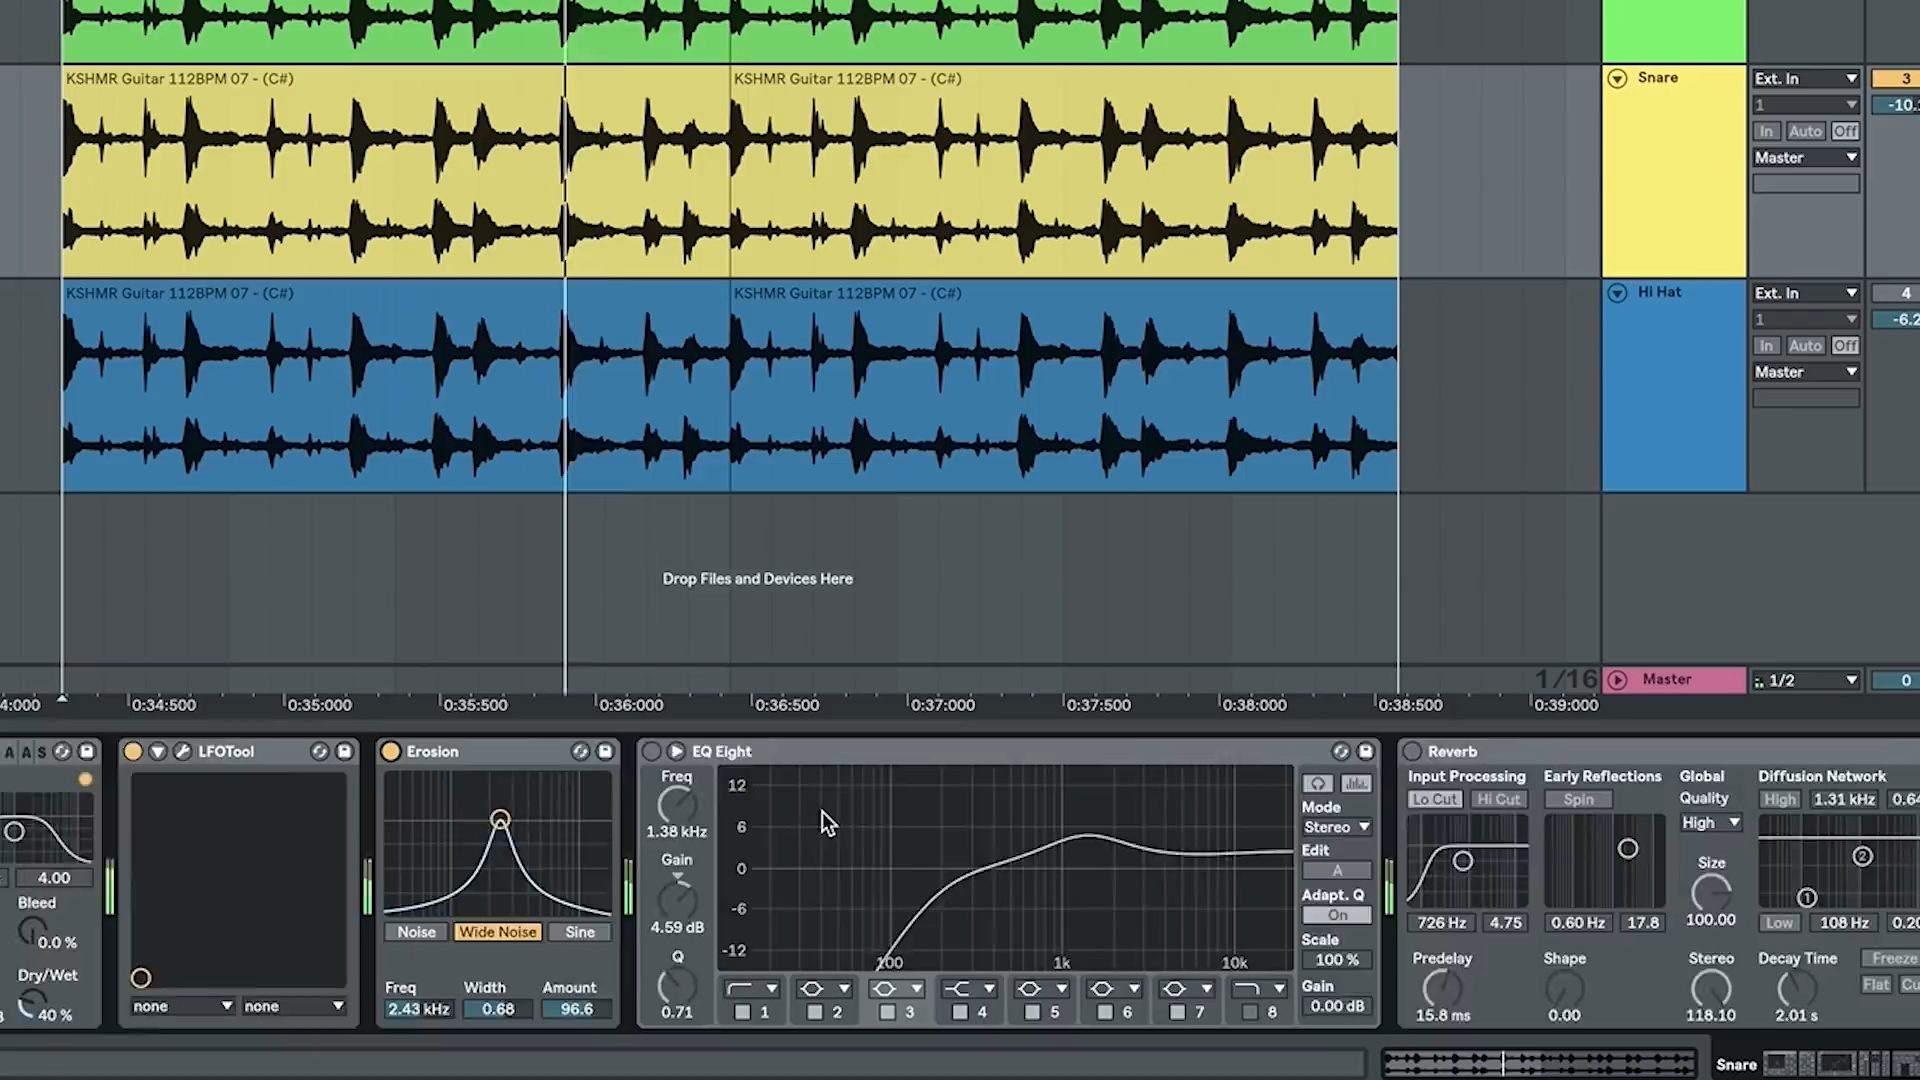 KSHMR Guitar 112BPM 07 - (C#)
KSHMR Guitar 112BPM 07 - (C#)
Snare
Ext. In
3
1
-10.
In
Auto
Off
Master
KSHMR Guitar 112BPM 07 - (C#)
KSHMR Guitar 112BPM 07 - (C#)
Hi Hat
Ext. In
4
1
-6.2
In
Auto
Off
Master
Drop Files and Devices Here
1/16
Master
1/2
0
4:000
0:34:500
0:35:000
0:35:500
0:36:000
0:36:500
0:37:000
0:37:500
0:38:000
0:38:500
0:39:000
A A S
4.00
Bleed
0.0 %
Dry/Wet
40 %
LFOTool
none
none
Erosion
Noise
Wide Noise
Sine
Freq
Width
Amount
2.43 kHz
0.68
96.6
EQ Eight
Freq
1.38 kHz
Gain
4.59 dB
Q
0.71
12
6
0
-6
-12
100
1k
10k
1
2
3
4
5
6
7
8
Mode
Stereo
Edit
A
Adapt. Q
On
Scale
100 %
Gain
0.00 dB
Reverb
Input Processing
Lo Cut
Hi Cut
726 Hz
4.75
Predelay
15.8 ms
Early Reflections
Spin
0.60 Hz
17.8
Shape
0.00
Global
Quality
High
Size
100.00
Stereo
118.10
Diffusion Network
High
1.31 kHz
0.64
2
1
Low
108 Hz
0.20
Decay Time
2.01 s
Freeze
Flat
Cu
Snare